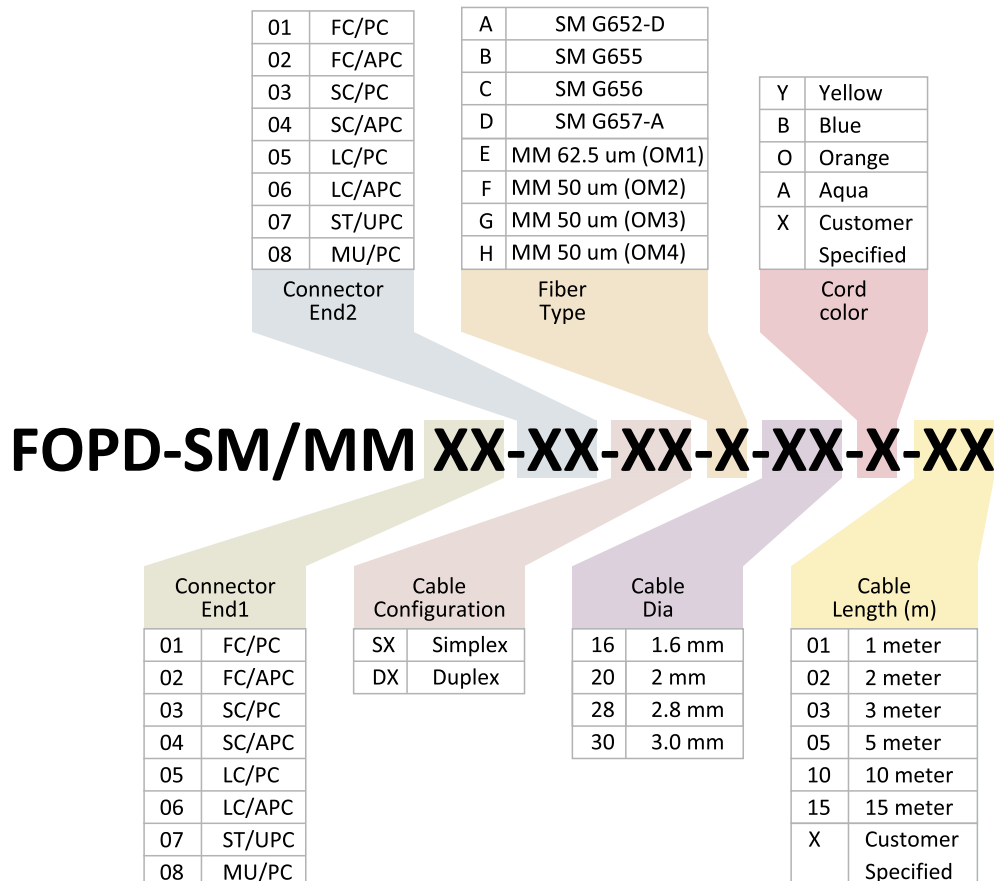 01 FC/PC
02 FC/APC
03 SC/PC
04 SC/APC
05 LC/PC
06 LC/APC
07 ST/UPC
08 MU/PC
Connector
End2
A SM G652-D
B SM G655
C SM G656
D SM G657-A
E MM 62.5 um (OM1)
F MM 50 um (OM2)
G MM 50 um (OM3)
H MM 50 um (OM4)
Fiber
Type
Y Yellow
B Blue
O Orange
A Aqua
X Customer
Specified
Cord
color
FOPD-SM/MM XX-XX-XX-X-XX-X-XX
Connector
End1
01 FC/PC
02 FC/APC
03 SC/PC
04 SC/APC
05 LC/PC
06 LC/APC
07 ST/UPC
08 MU/PC
Cable
Configuration
SX Simplex
DX Duplex
Cable
Dia
16 1.6 mm
20 2 mm
28 2.8 mm
30 3.0 mm
Cable
Length (m)
01 1 meter
02 2 meter
03 3 meter
05 5 meter
10 10 meter
15 15 meter
X Customer
Specified